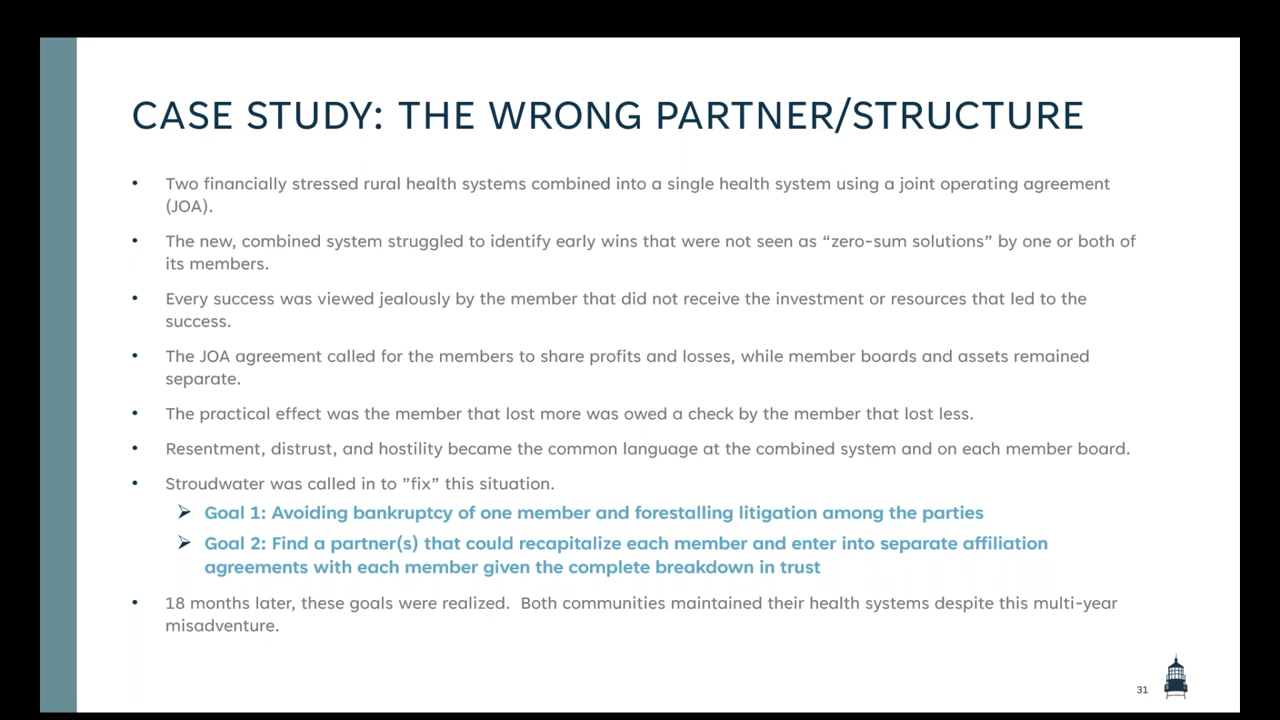 CASE STUDY: THE WRONG PARTNER/STRUCTURE
• Two financially stressed rural health systems combined into a single health system using a joint operating agreement
(JOA).
• The new, combined system struggled to identify early wins that were not seen as “zero-sum solutions” by one or both of
its members.
• Every success was viewed jealously by the member that did not receive the investment or resources that led to the
success.
• The JOA agreement called for the members to share profits and losses, while member boards and assets remained
separate.
• The practical effect was the member that lost more was owed a check by the member that lost less.
• Resentment, distrust, and hostility became the common language at the combined system and on each member board.
• Stroudwater was called in to ”fix” this situation.
➢ Goal 1: Avoiding bankruptcy of one member and forestalling litigation among the parties
➢ Goal 2: Find a partner(s) that could recapitalize each member and enter into separate affiliation
agreements with each member given the complete breakdown in trust
• 18 months later, these goals were realized.  Both communities maintained their health systems despite this multi-year
misadventure.
31